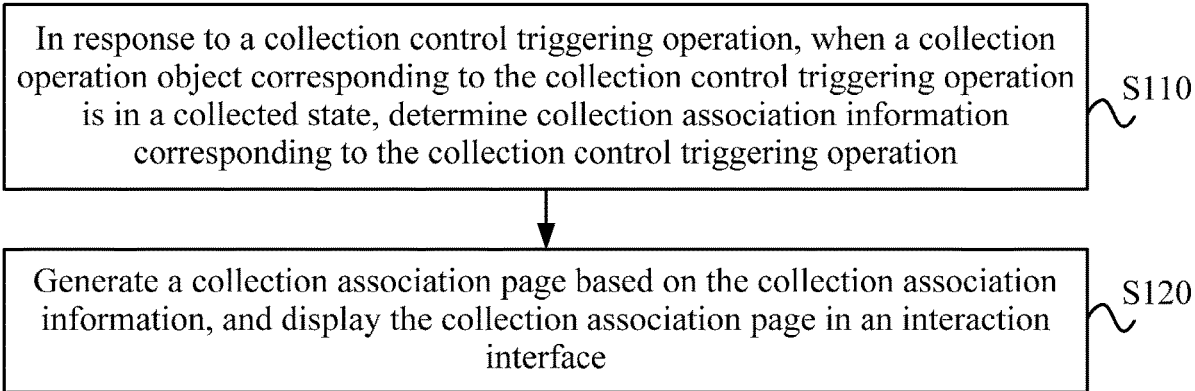 In response to a collection control triggering operation, when a collection
operation object corresponding to the collection control triggering operation
is in a collected state, determine collection association information
corresponding to the collection control triggering operation
S110
Generate a collection association page based on the collection association
information, and display the collection association page in an interaction
interface
S120